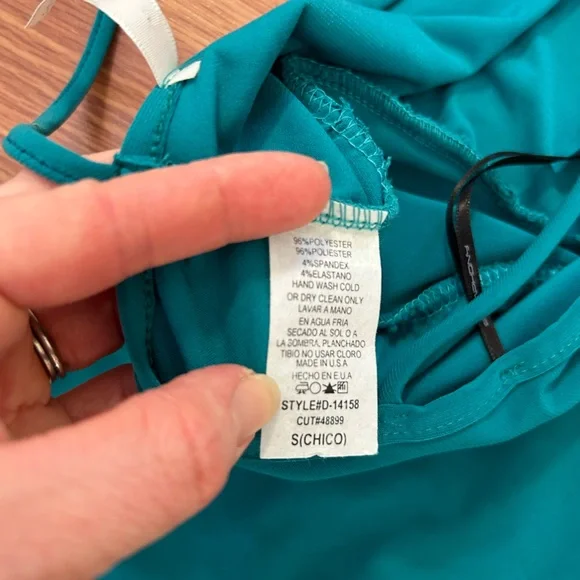 96%POLYESTER
96%POLIESTER
4%SPANDEX
4%ELASTANO
HAND WASH COLD
OR DRY CLEAN ONLY
LAVAR A MANO
EN AGUA FRIA
SECADO AL SOL O A
LA SOMBRA, PLANCHADO
TIBIO NO USAR CLORO
MADE IN U.S.A
HECHO EN E.U.A
STYLE#D-14158
CUT#48899
S(CHICO)